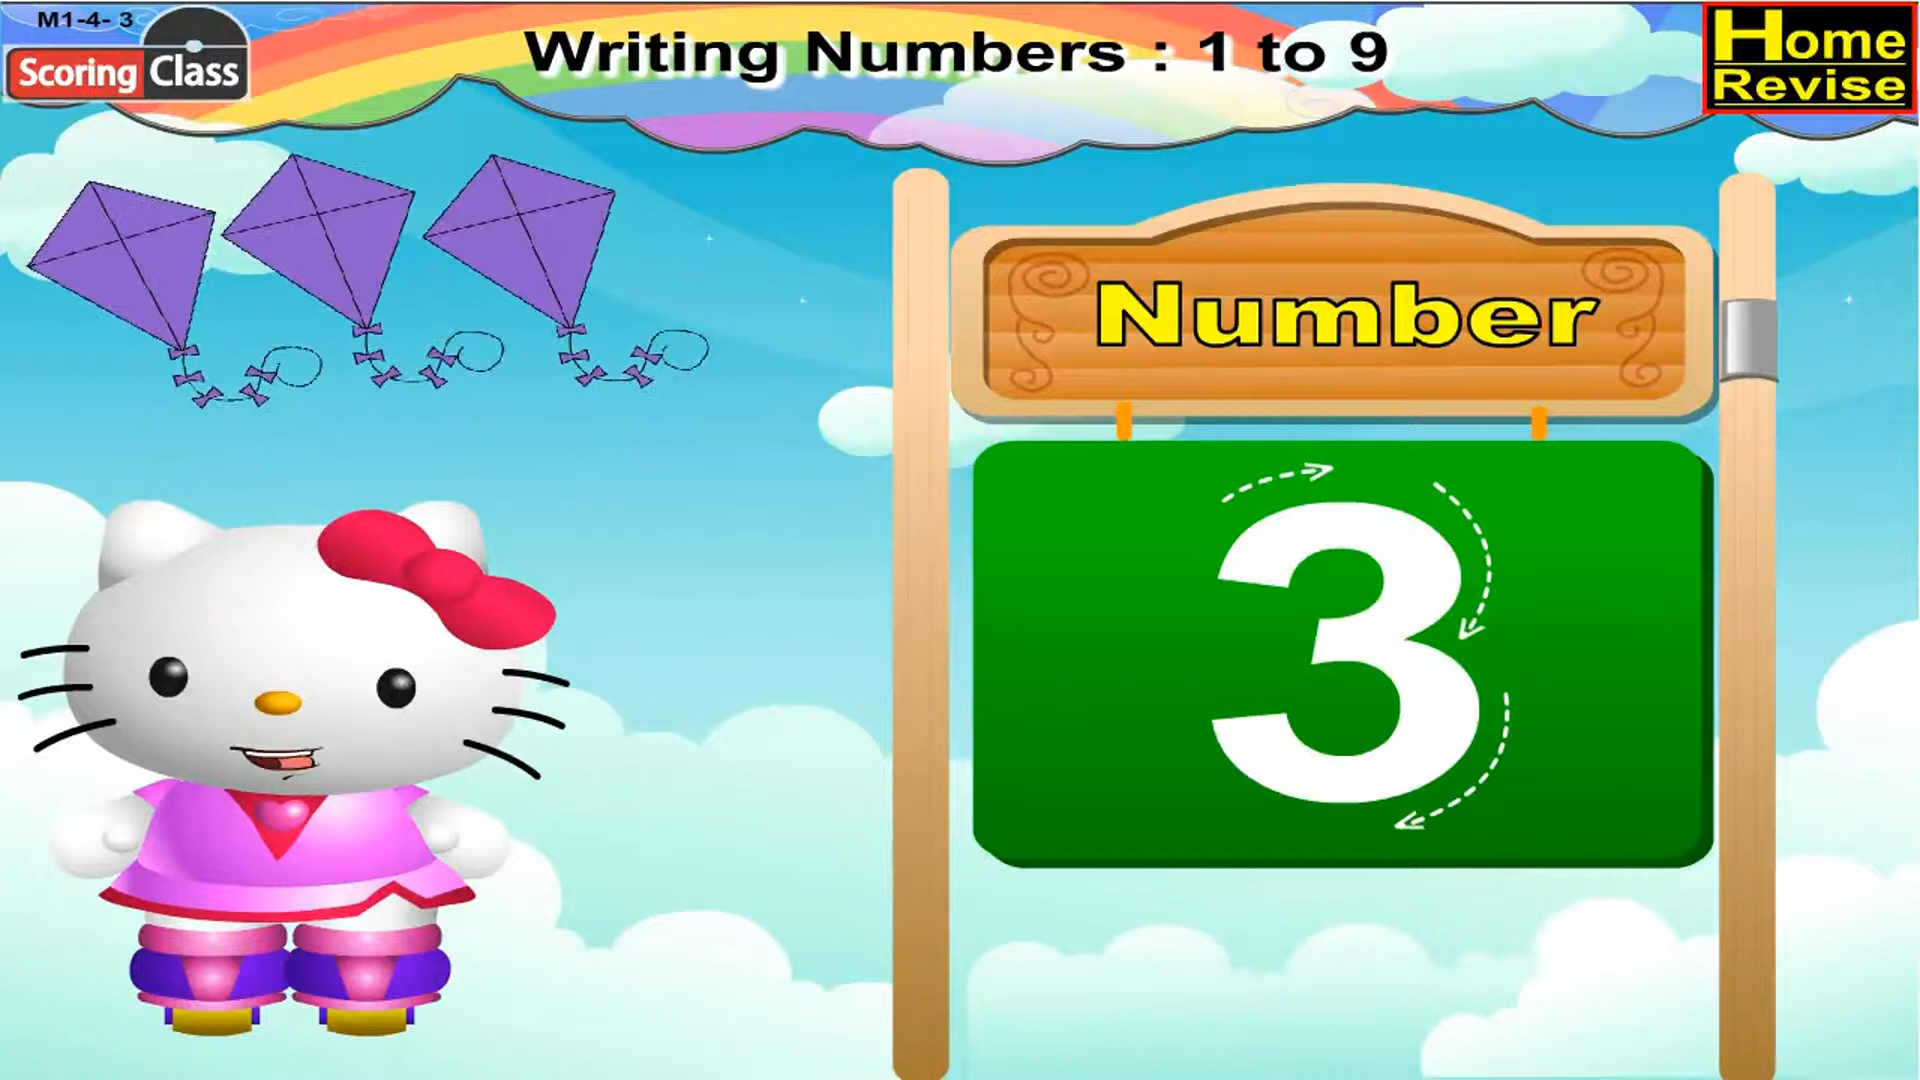 M1-4- 3
Scoring Class
Writing Numbers : 1 to 9
Home
Revise
Number
3